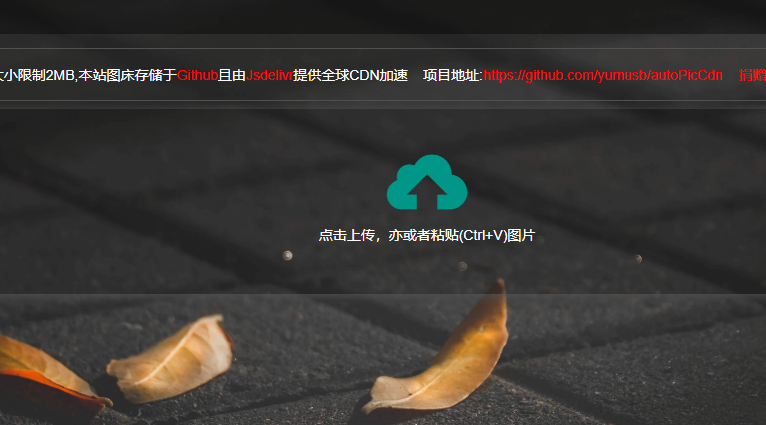 小限制2MB,本站图床存储于Github且由Jsdelivr提供全球CDN加速 项目地址:https://github.com/yumusb/autoPicCdn 捐赠
点击上传，亦或者粘贴(Ctrl+V)图片